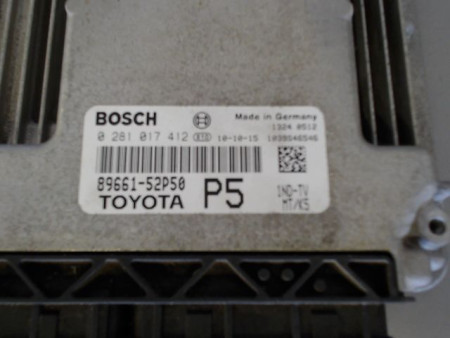 BOSCH Made in Germany
0 281 017 412 10-10-15 1324 0512
1039S46546
89661-52P50 P5 IND-TV
TOYOTA MT/K5